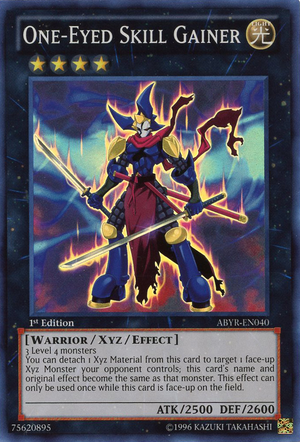 ONE-EYED SKILL GAINER
LIGHT
光
ABYR-EN040
1st Edition
[WARRIOR / XYZ / EFFECT]
3 Level 4 monsters
You can detach 1 Xyz Material from this card to target 1 face-up
Xyz Monster your opponent controls; this card's name and
original effect become the same as that monster. This effect can
only be used once while this card is face-up on the field.
ATK/2500 DEF/2600
75620895
©1996 KAZUKI TAKAHASHI